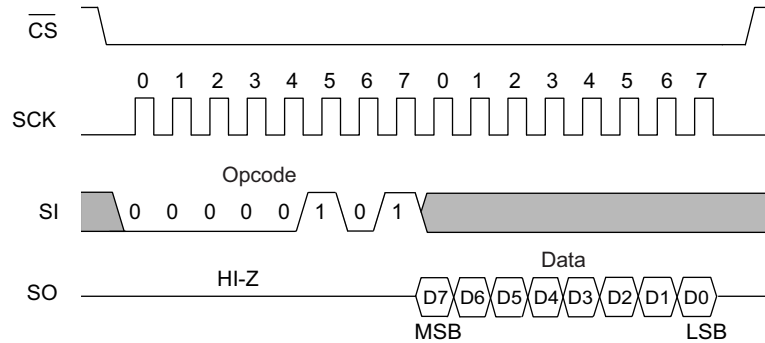 CS
0 1 2 3 4 5 6 7 0 1 2 3 4 5 6 7
SCK
Opcode
SI 0 0 0 0 0 1 0 1
Data
HI-Z
SO D7 D6 D5 D4 D3 D2 D1 D0
MSB LSB